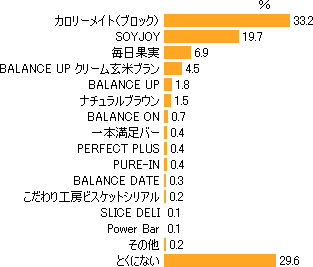 %
カロリーメイト(ブロック) 33.2
SOYJOY 19.7
毎日果実 6.9
BALANCE UP クリーム玄米ブラン 4.5
BALANCE UP 1.8
ナチュラルブラウン 1.5
BALANCE ON 0.7
一本満足バー 0.4
PERFECT PLUS 0.4
PURE-IN 0.4
BALANCE DATE 0.3
こだわり工房ビスケットシリアル 0.2
SLICE DELI 0.1
Power Bar 0.1
その他 0.2
とくにない 29.6